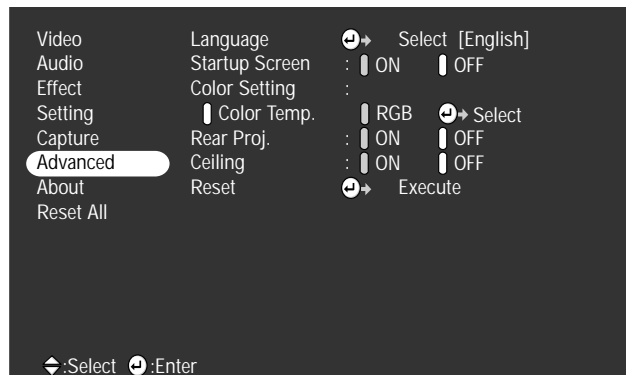 Video Language Select [English]
Audio Startup Screen : ON OFF
Effect Color Setting :
Setting Color Temp. RGB Select
Capture Rear Proj. : ON OFF
Advanced Ceiling : ON OFF
About Reset Execute
Reset All
:Select :Enter